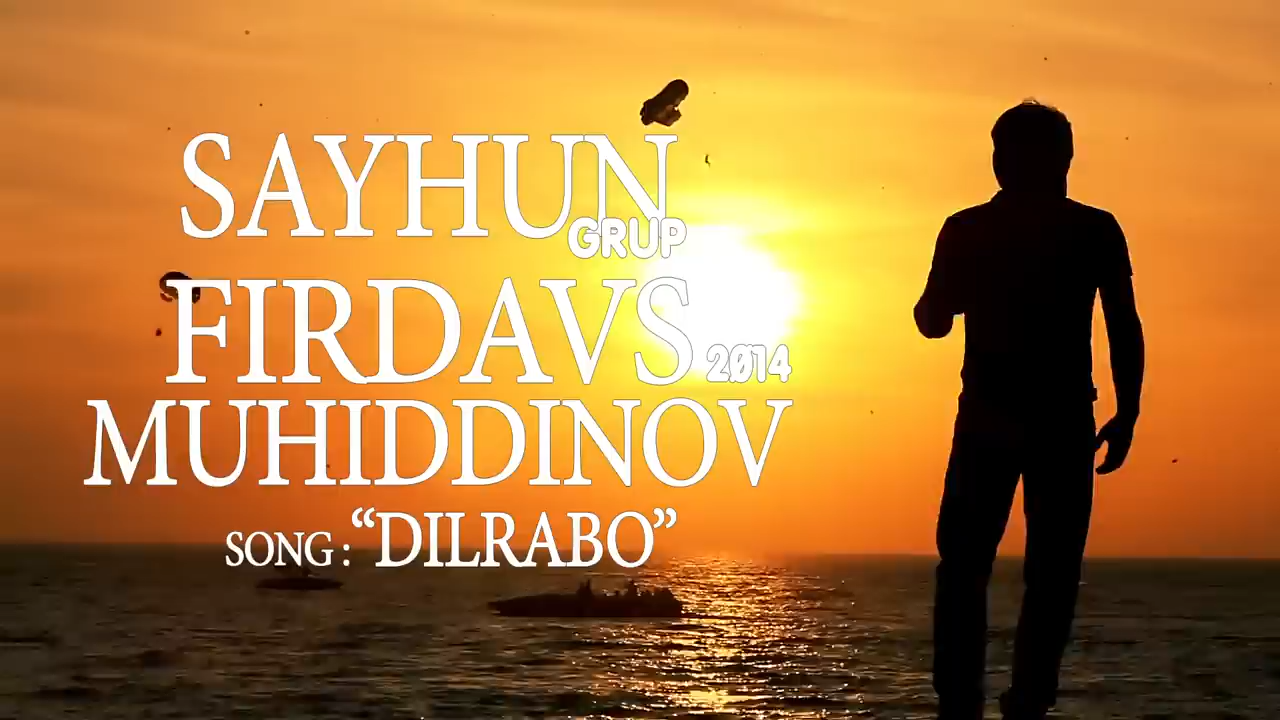 SAYHUN
GRUP
FIRDAVS
2014
MUHIDDINOV
SONG : “DILRABO”